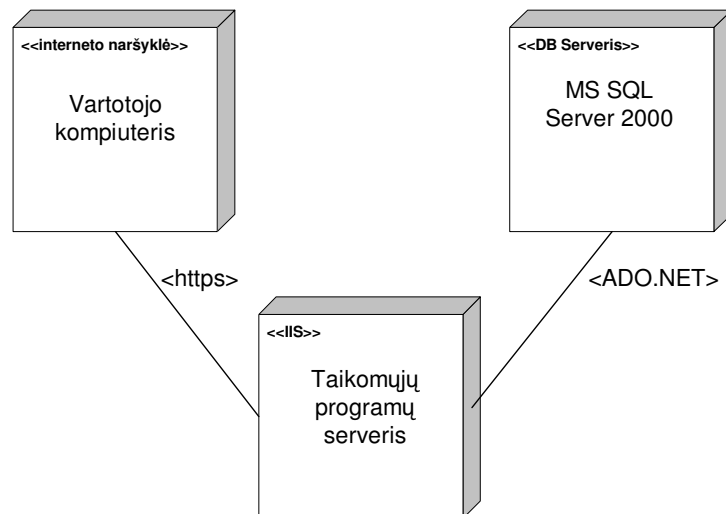 <<interneto naršyklė>>
Vartotojo
kompiuteris
<<DB Serveris>>
MS SQL
Server 2000
<https>
<ADO.NET>
<<IIS>>
Taikomųjų
programų
serveris